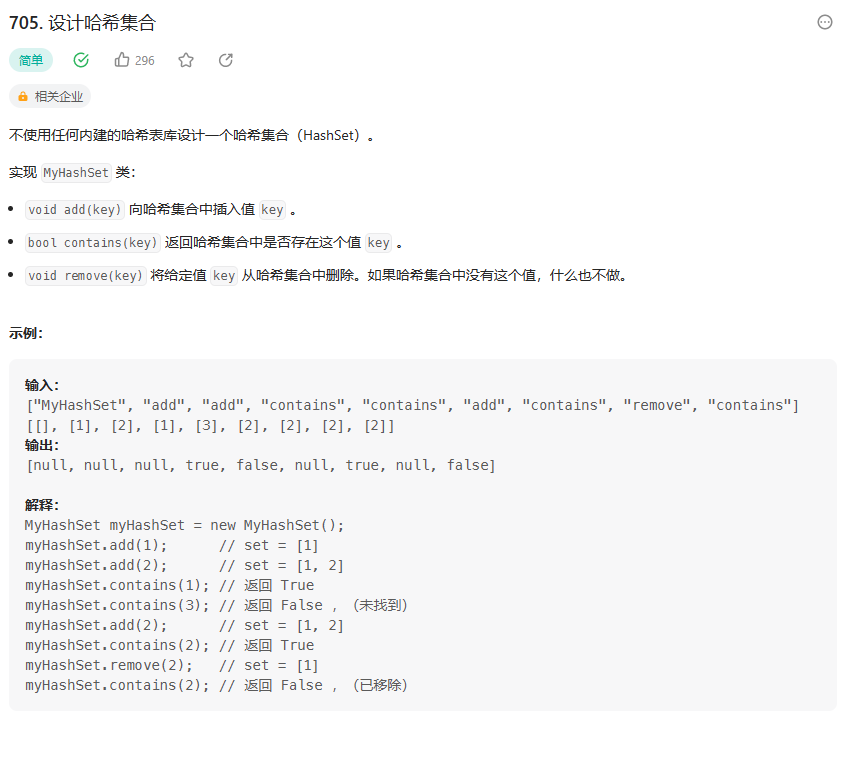 705. 设计哈希集合
简单
296
相关企业
不使用任何内建的哈希表库设计一个哈希集合（HashSet）。
实现 MyHashSet 类：
• void add(key) 向哈希集合中插入值 key 。
• bool contains(key) 返回哈希集合中是否存在这个值 key 。
• void remove(key) 将给定值 key 从哈希集合中删除。如果哈希集合中没有这个值，什么也不做。
示例：
输入：
["MyHashSet", "add", "add", "contains", "contains", "add", "contains", "remove", "contains"]
[[], [1], [2], [1], [3], [2], [2], [2], [2]]
输出：
[null, null, null, true, false, null, true, null, false]
解释：
MyHashSet myHashSet = new MyHashSet();
myHashSet.add(1);      // set = [1]
myHashSet.add(2);      // set = [1, 2]
myHashSet.contains(1); // 返回 True
myHashSet.contains(3); // 返回 False ，（未找到）
myHashSet.add(2);      // set = [1, 2]
myHashSet.contains(2); // 返回 True
myHashSet.remove(2);   // set = [1]
myHashSet.contains(2); // 返回 False ，（已移除）